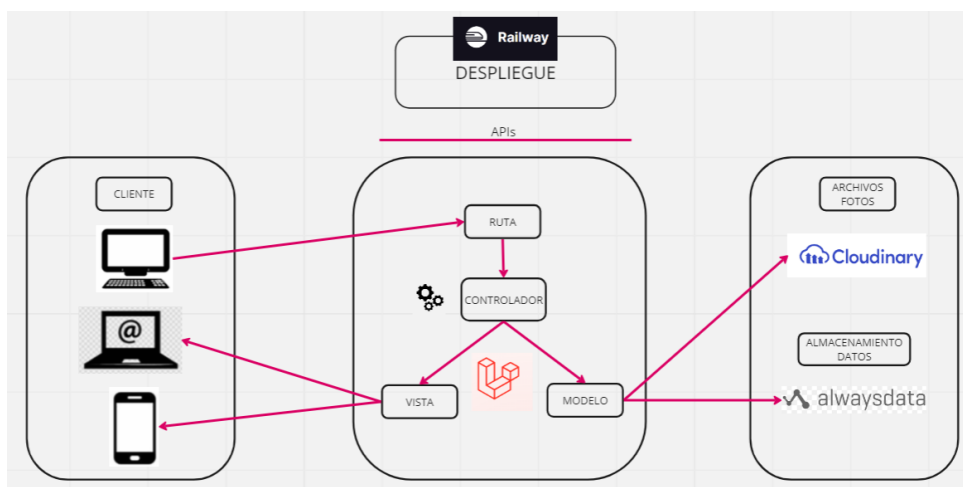 Railway
DESPLIEGUE
APIs
CLIENTE
@
RUTA
CONTROLADOR
VISTA
MODELO
ARCHIVOS
FOTOS
Cloudinary
ALMACENAMIENTO
DATOS
alwaysdata